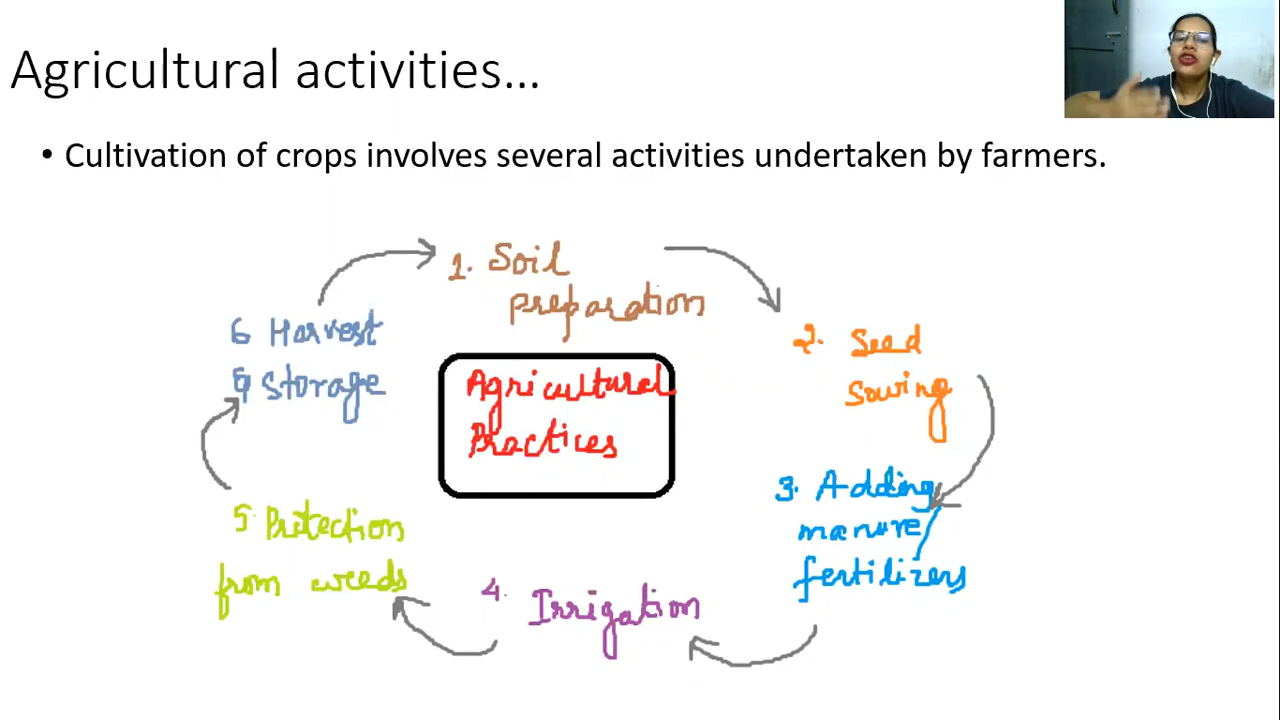 Agricultural activities...
• Cultivation of crops involves several activities undertaken by farmers.
1. Soil
preparation
2. Seed
Sowing
3. Adding
manure/
fertilizers
4. Irrigation
5. Protection
from weeds
6 Harvest
& Storage
Agricultural
Practices